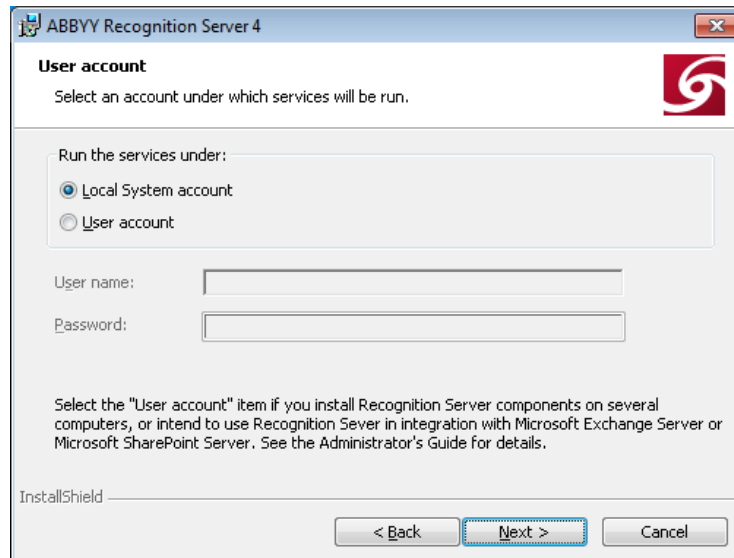 ABBYY Recognition Server 4
User account
Select an account under which services will be run.
Run the services under:
Local System account
User account
User name:
Password:
Select the "User account" item if you install Recognition Server components on several
computers, or intend to use Recognition Sever in integration with Microsoft Exchange Server or
Microsoft SharePoint Server. See the Administrator's Guide for details.
InstallShield
< Back
Next >
Cancel